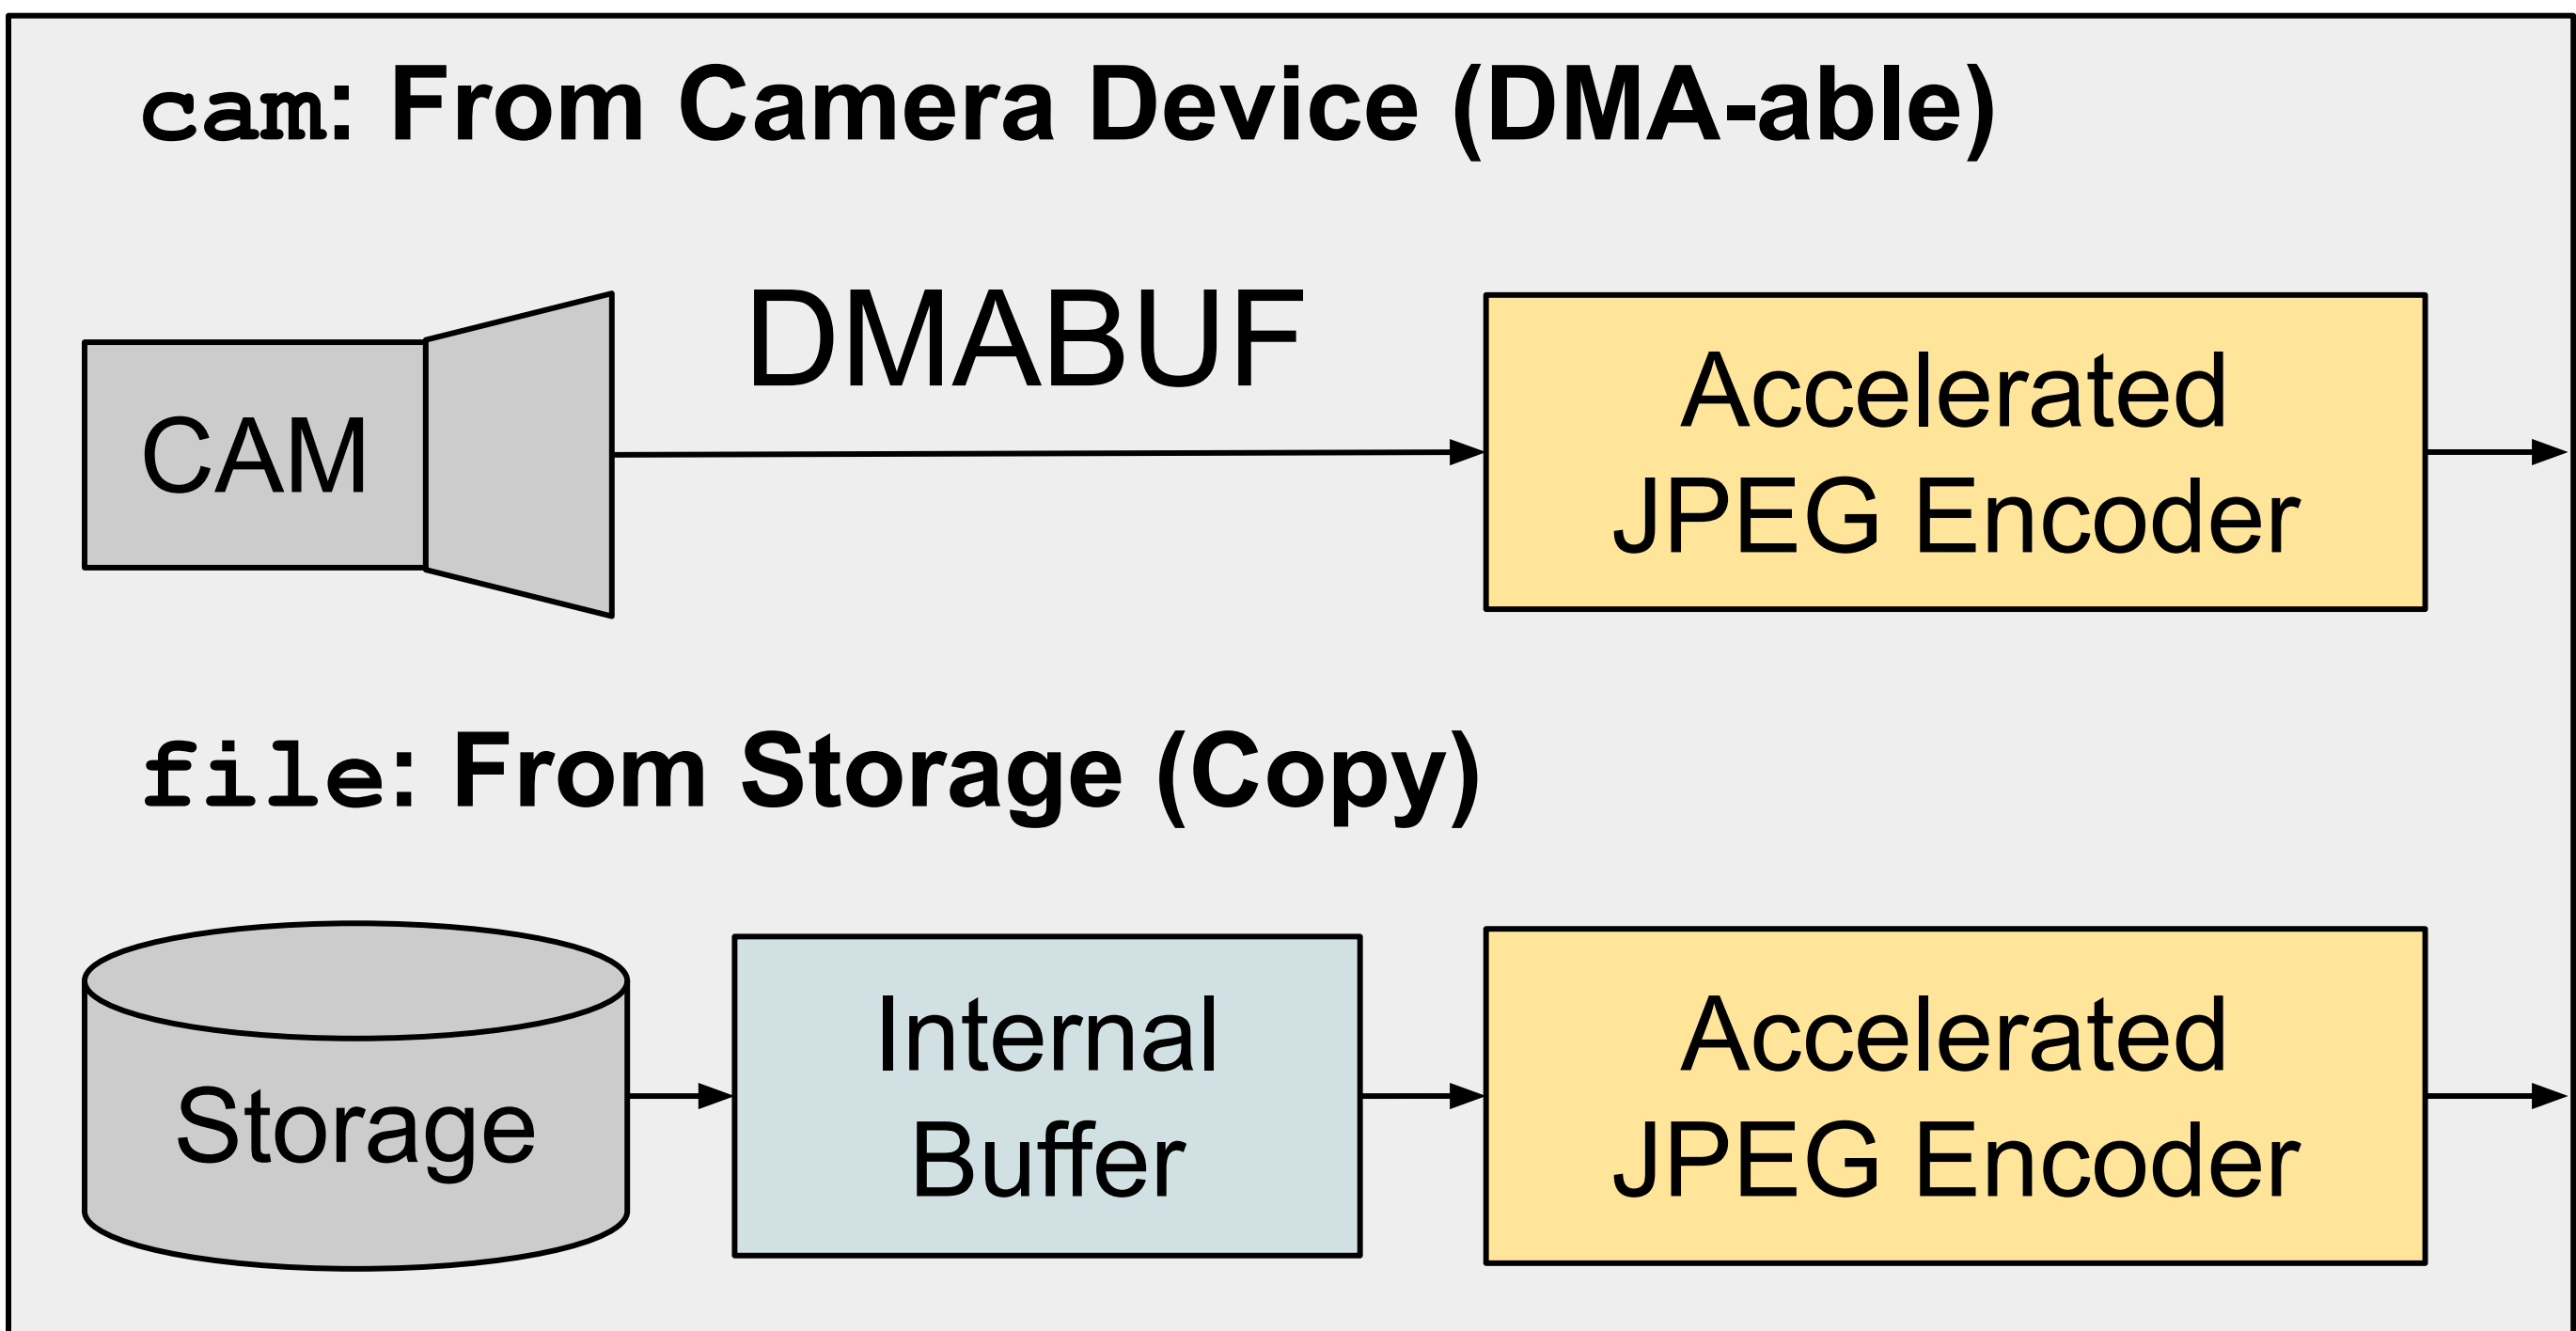 cam: From Camera Device (DMA-able)
DMABUF
CAM
Accelerated
JPEG Encoder
file: From Storage (Copy)
Storage
Internal
Buffer
Accelerated
JPEG Encoder